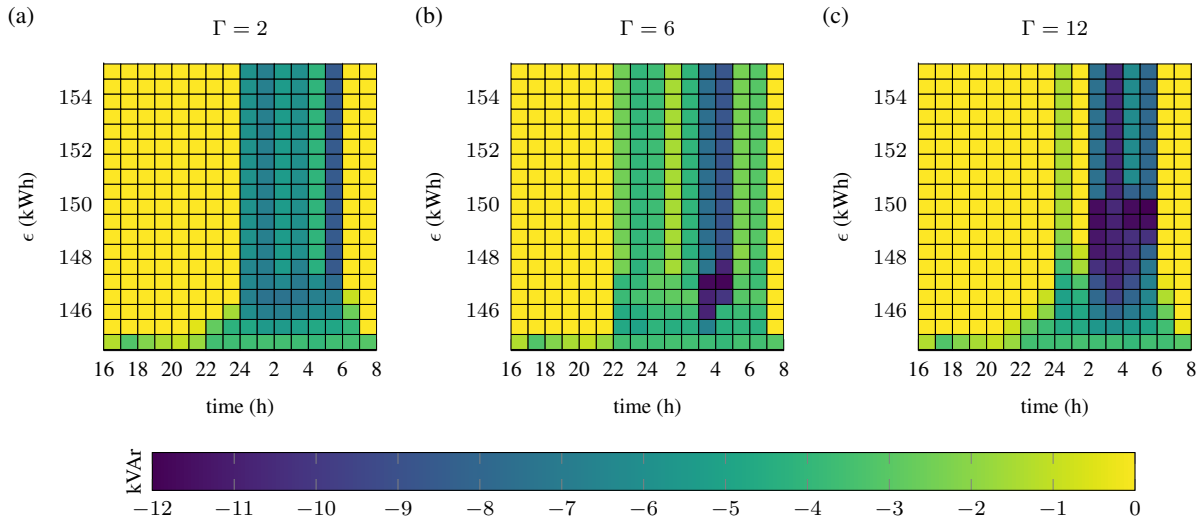 (a)
Γ = 2
ϵ (kWh)
154
152
150
148
146
16 18 20 22 24 2 4 6 8
time (h)
(b)
Γ = 6
ϵ (kWh)
154
152
150
148
146
16 18 20 22 24 2 4 6 8
time (h)
(c)
Γ = 12
ϵ (kWh)
154
152
150
148
146
16 18 20 22 24 2 4 6 8
time (h)
kVAr
−12 −11 −10 −9 −8 −7 −6 −5 −4 −3 −2 −1 0